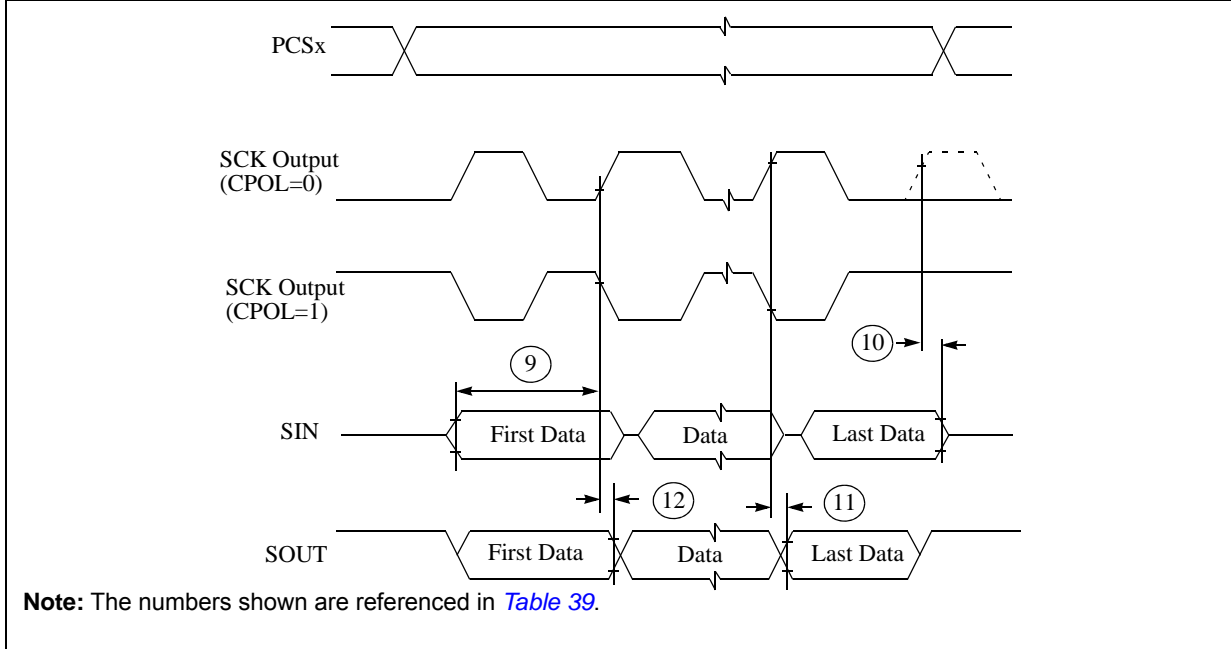 PCSx
SCK Output
(CPOL=0)
SCK Output
(CPOL=1)
10
9
SIN
First Data
Data
Last Data
12
11
SOUT
First Data
Data
Last Data
Note: The numbers shown are referenced in Table 39.